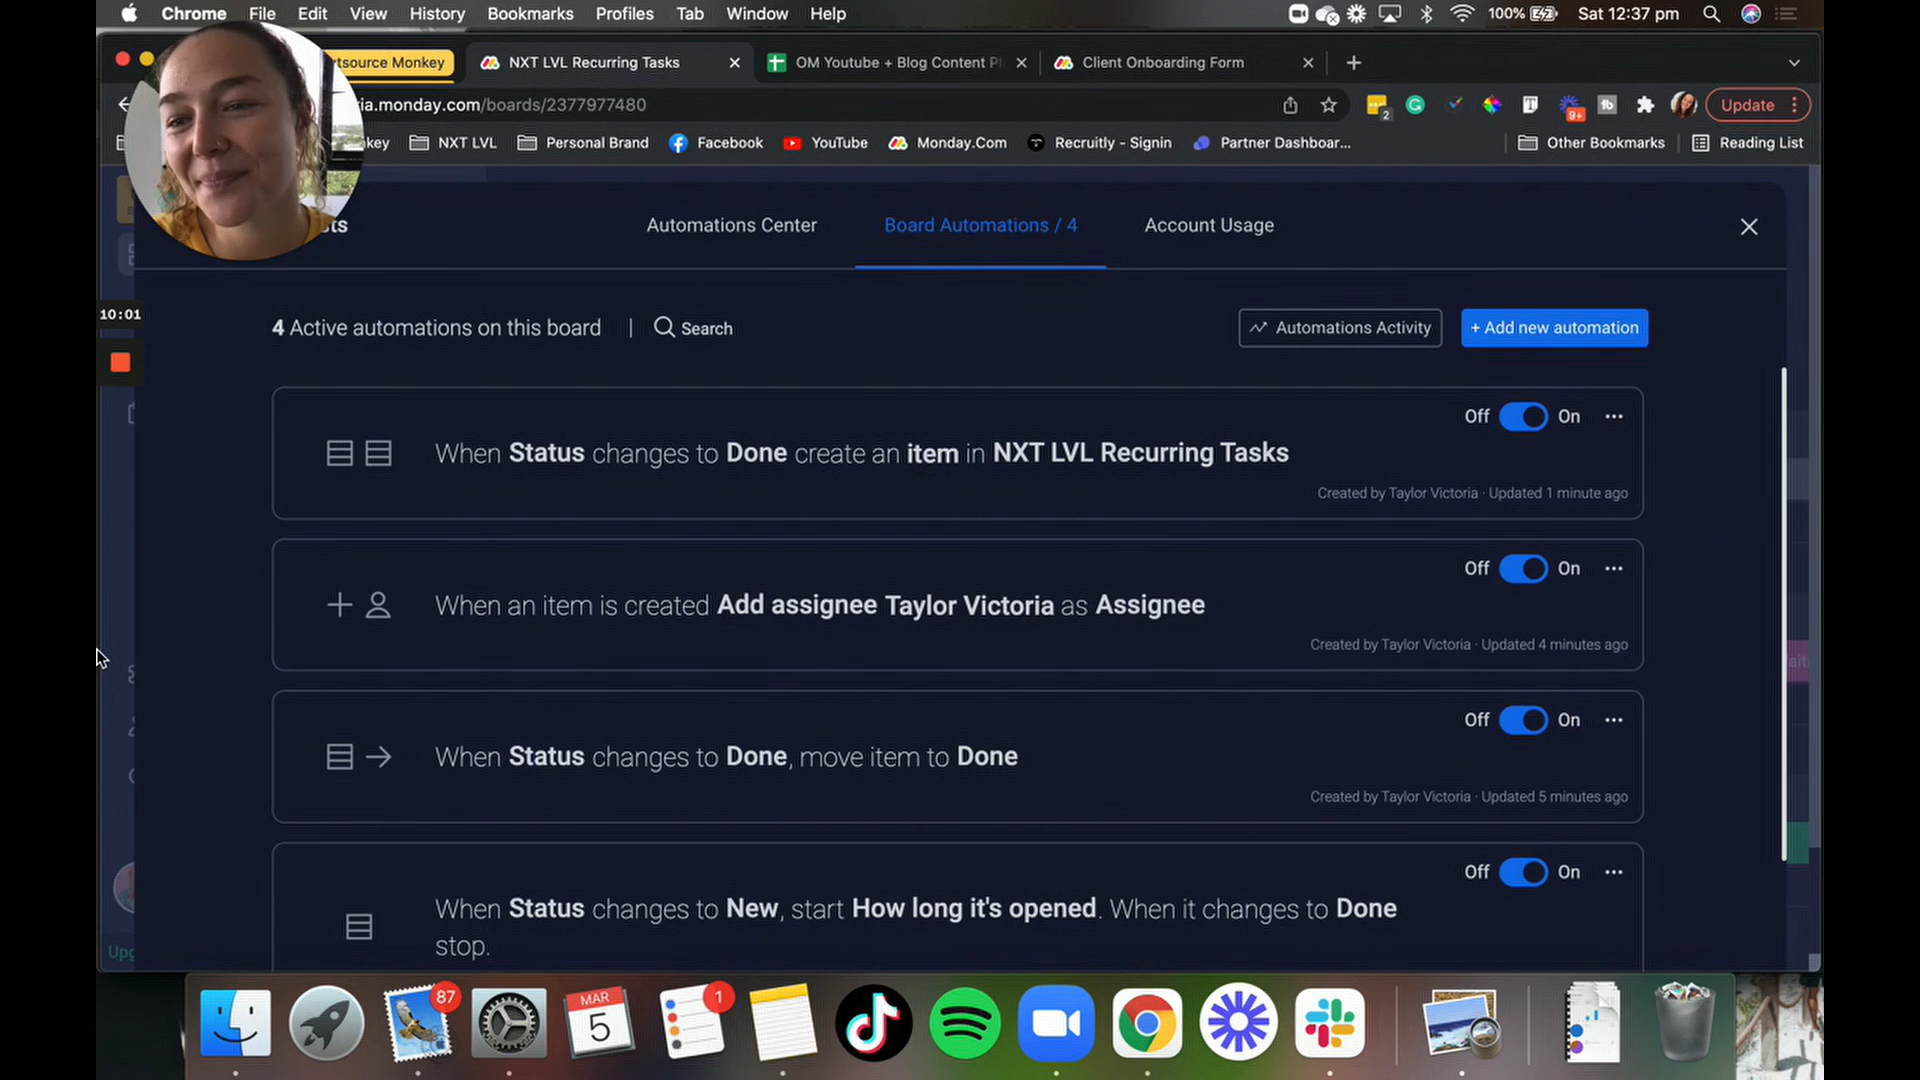 Chrome File Edit View History Bookmarks Profiles Tab Window Help 100% Sat 12:37 pm
tsource Monkey NXT LVL Recurring Tasks OM Youtube + Blog Content Pl Client Onboarding Form
ria.monday.com/boards/2377977480 2 9+ Update
key NXT LVL Personal Brand Facebook YouTube Monday.Com Recruitly - Signin Partner Dashboar... Other Bookmarks Reading List
sts Automations Center Board Automations / 4 Account Usage
10:01
4 Active automations on this board | Search Automations Activity + Add new automation
Off On
When Status changes to Done create an item in NXT LVL Recurring Tasks
Created by Taylor Victoria · Updated 1 minute ago
Off On
When an item is created Add assignee Taylor Victoria as Assignee
Created by Taylor Victoria · Updated 4 minutes ago
Off On
When Status changes to Done, move item to Done
Created by Taylor Victoria · Updated 5 minutes ago
Off On
When Status changes to New, start How long it's opened. When it changes to Done
stop.
Upg
87 MAR 5 1